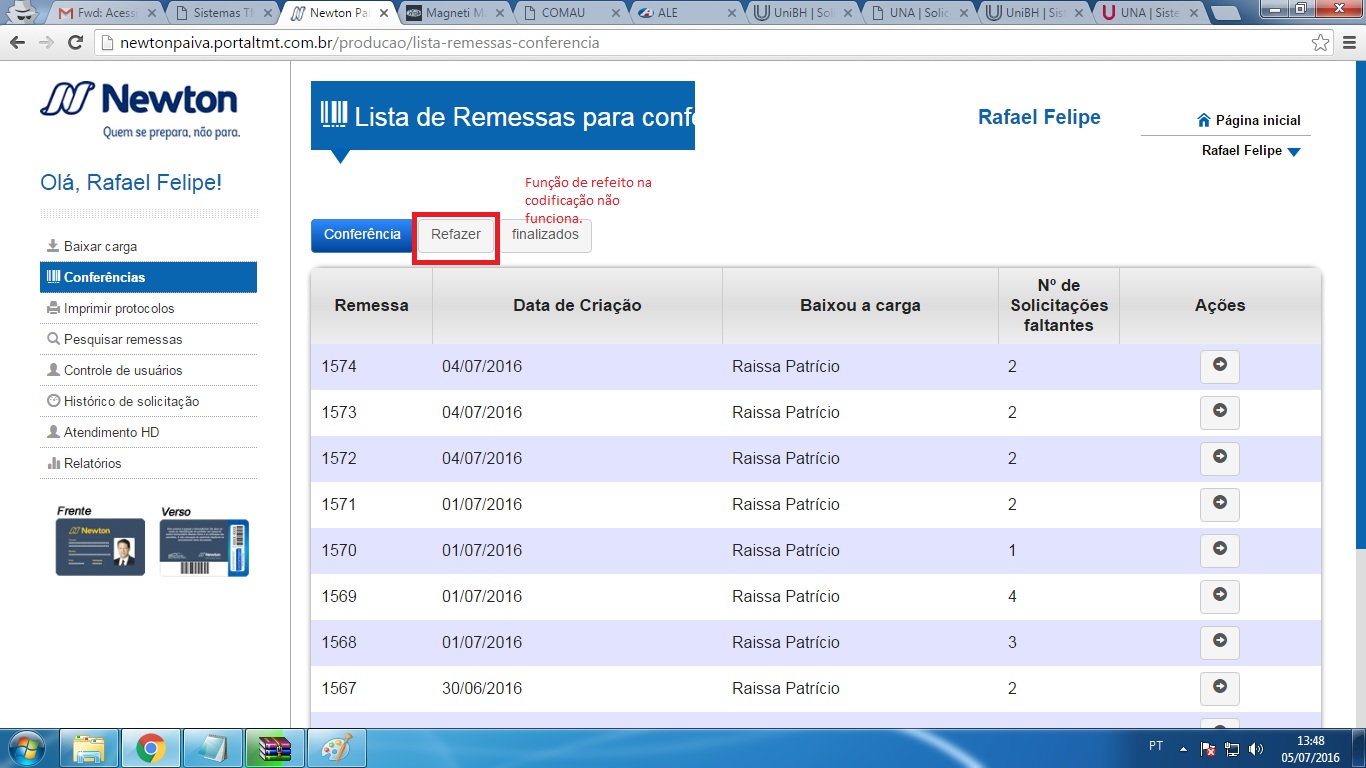 Fwd: Acessi
Sistemas TM
Newton Pai
Magneti M
COMAU
ALE
UniBH | Sol
UNA | Solic
UniBH | Sist
UNA | Siste
newtonpaiva.portaltmt.com.br/producao/lista-remessas-conferencia
Newton
Quem se prepara, não para.
Lista de Remessas para confe
Rafael Felipe
Página inicial
Rafael Felipe
Olá, Rafael Felipe!
Baixar carga
Conferências
Imprimir protocolos
Pesquisar remessas
Controle de usuários
Histórico de solicitação
Atendimento HD
Relatórios
Frente
Verso
Newton
Newton
Função de refeito na
codificação não
funciona.
Conferência Refazer finalizados
Remessa Data de Criação Baixou a carga Nº de
Solicitações
faltantes Ações
1574 04/07/2016 Raissa Patrício 2
1573 04/07/2016 Raissa Patrício 2
1572 04/07/2016 Raissa Patrício 2
1571 01/07/2016 Raissa Patrício 2
1570 01/07/2016 Raissa Patrício 1
1569 01/07/2016 Raissa Patrício 4
1568 01/07/2016 Raissa Patrício 3
1567 30/06/2016 Raissa Patrício 2
PT
13:48
05/07/2016